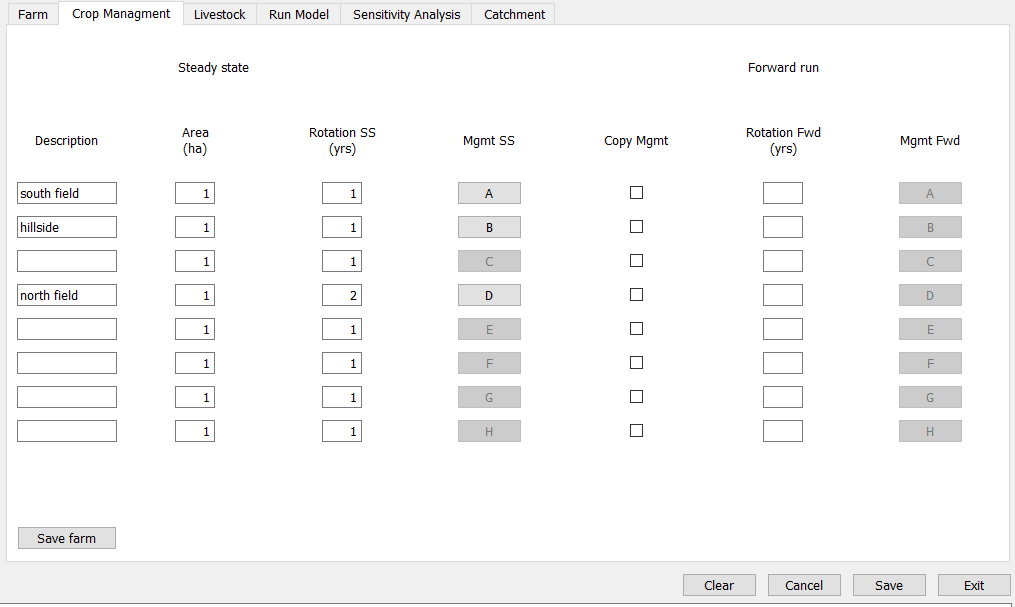 Farm Crop Managment Livestock Run Model Sensitivity Analysis Catchment
Steady state Forward run
Description Area (ha) Rotation SS (yrs) Mgmt SS Copy Mgmt Rotation Fwd (yrs) Mgmt Fwd
south field 1 1 A A
hillside 1 1 B B
1 1 C C
north field 1 2 D D
1 1 E E
1 1 F F
1 1 G G
1 1 H H
Save farm
Clear Cancel Save Exit